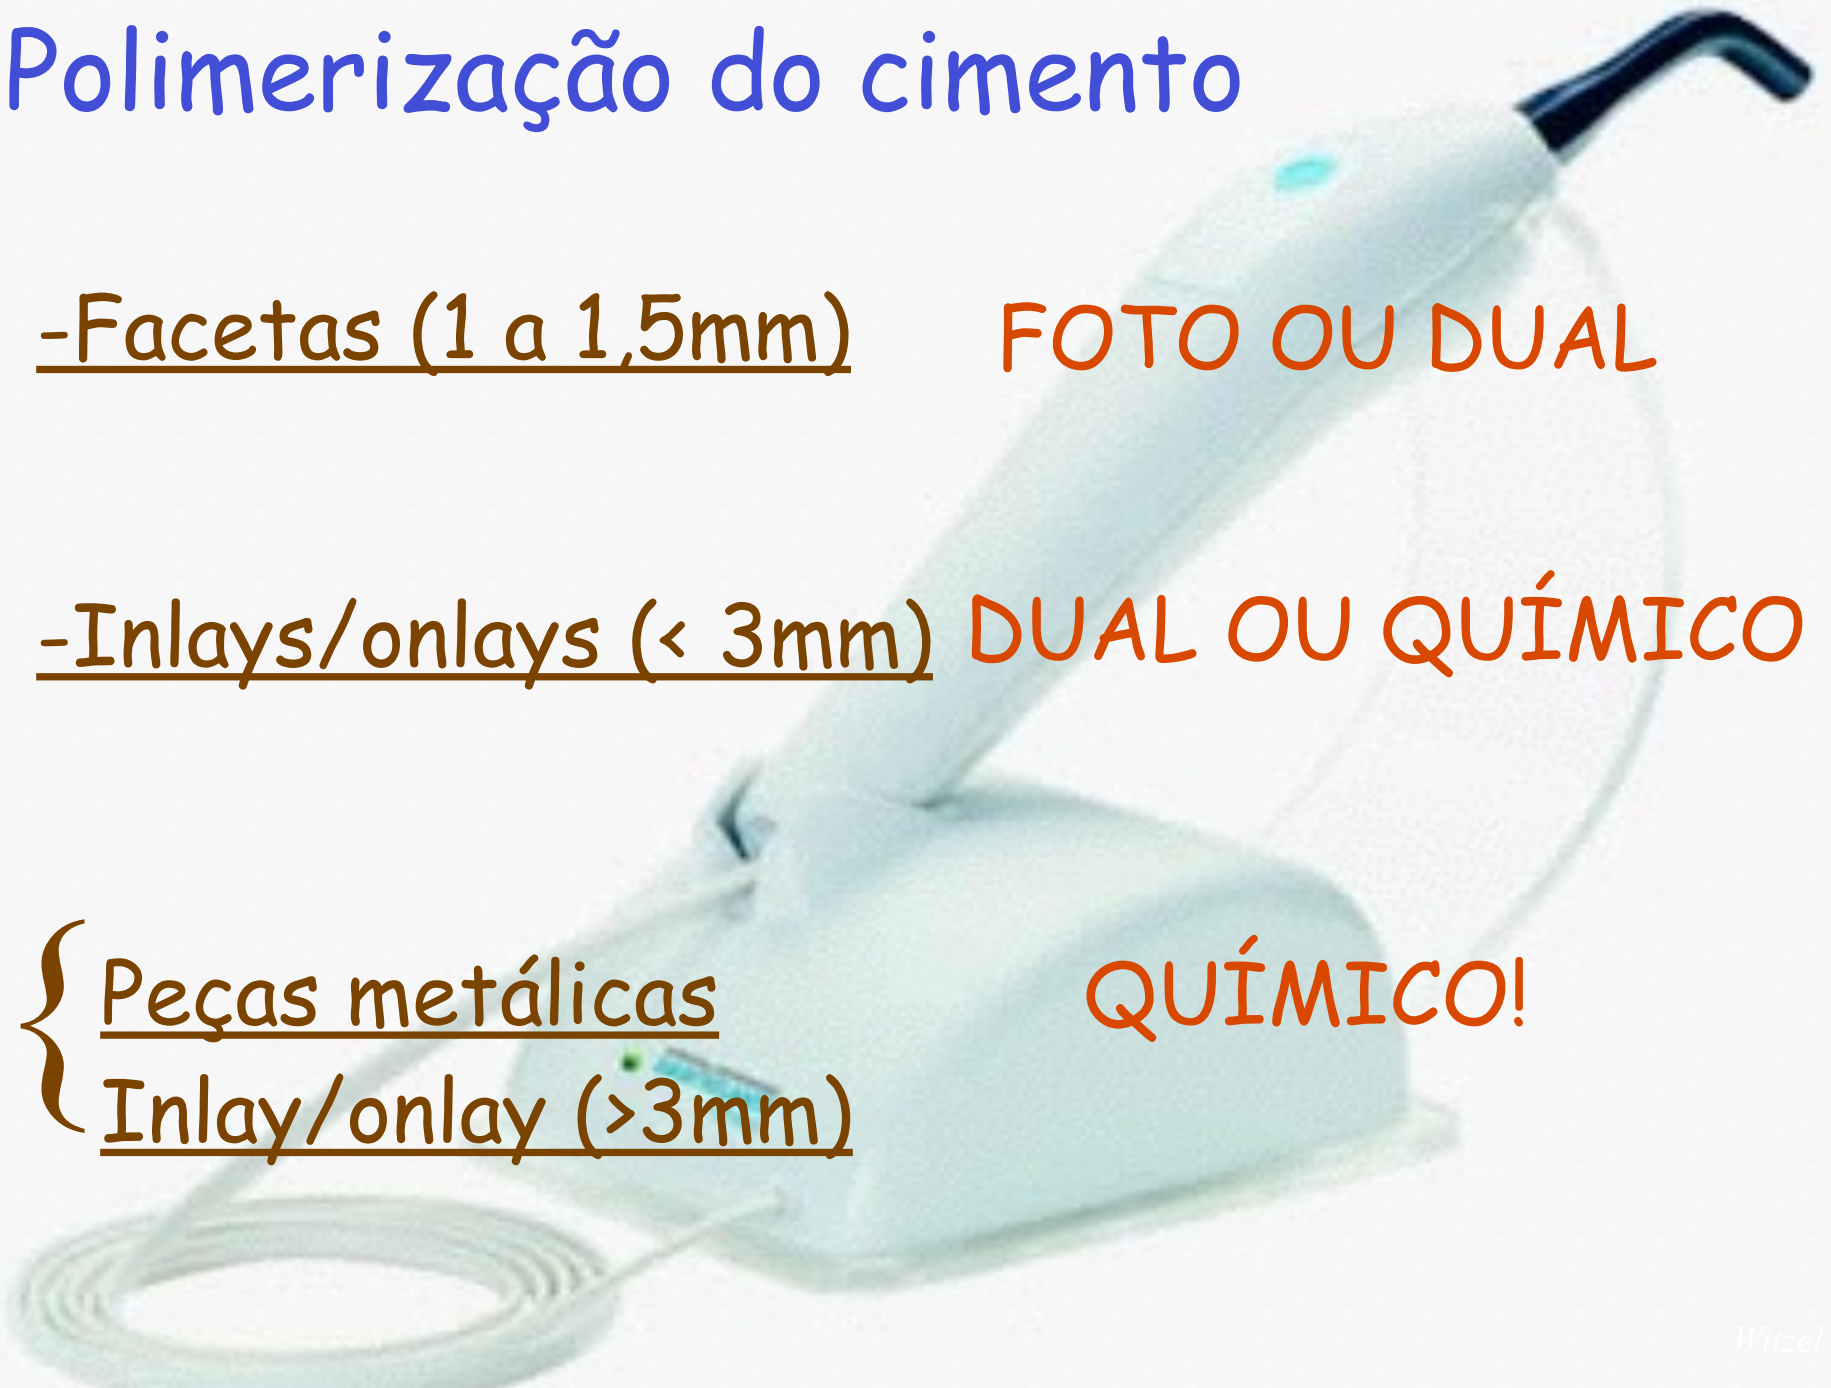 Polimerização do cimento
-Facetas (1 a 1,5mm) FOTO OU DUAL
-Inlays/onlays (< 3mm) DUAL OU QUÍMICO
{ Peças metálicas QUÍMICO!
Inlay/onlay (>3mm)
Witzel